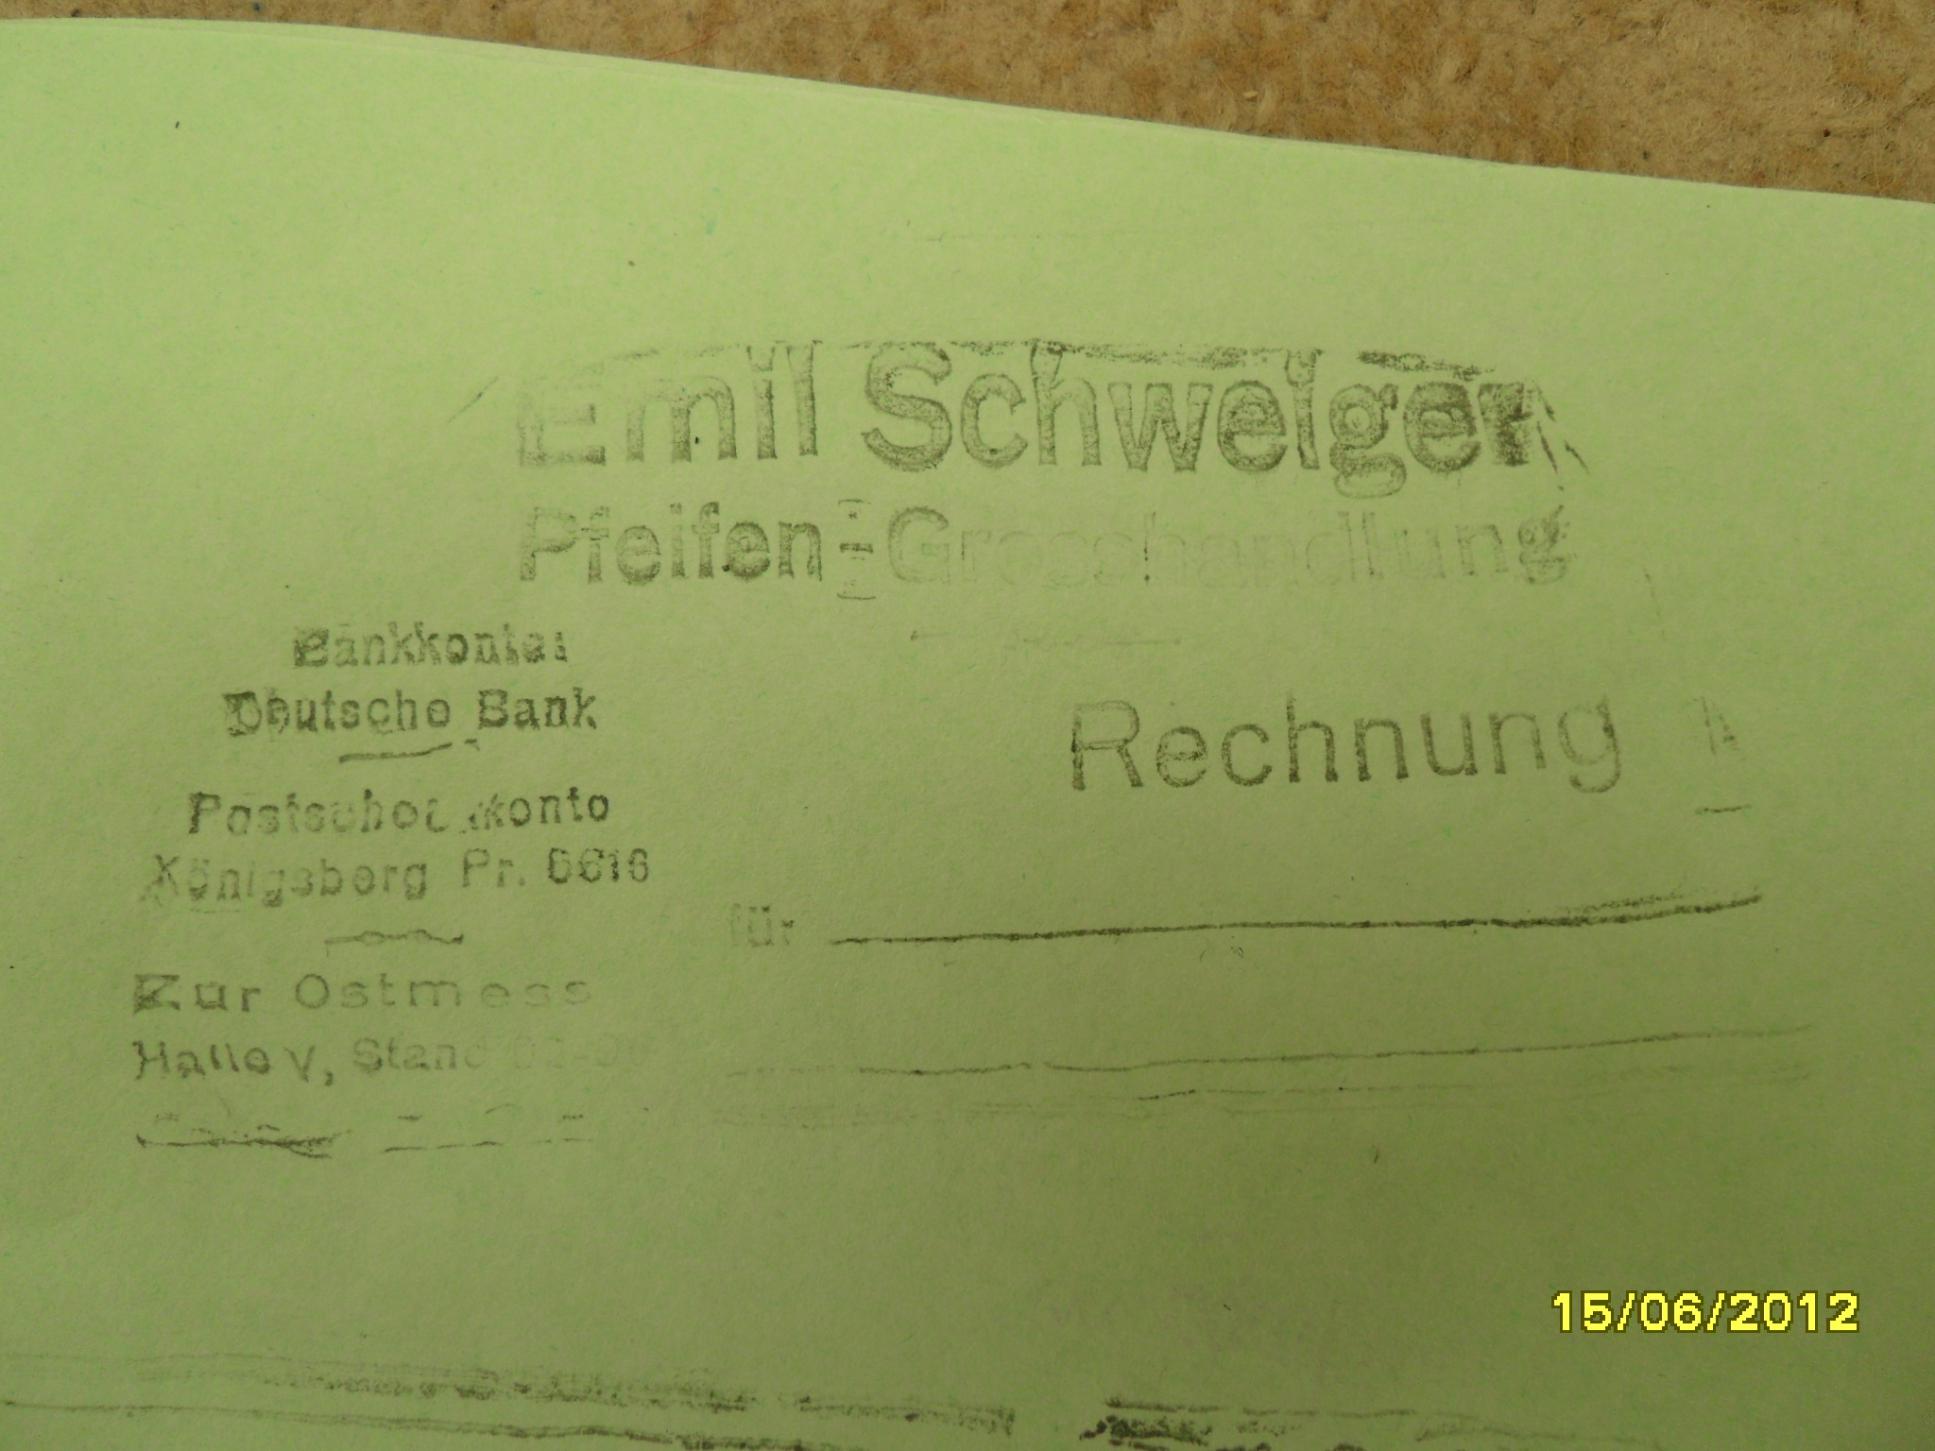 Emil Schweiger
Pfeifen-Grosshandlung
Bankkonto:
Deutsche Bank
Rechnung
Postscheckkonto
Königsberg Pr. 6616
für
Zur Ostmess
Halle V, Stand
15/06/2012